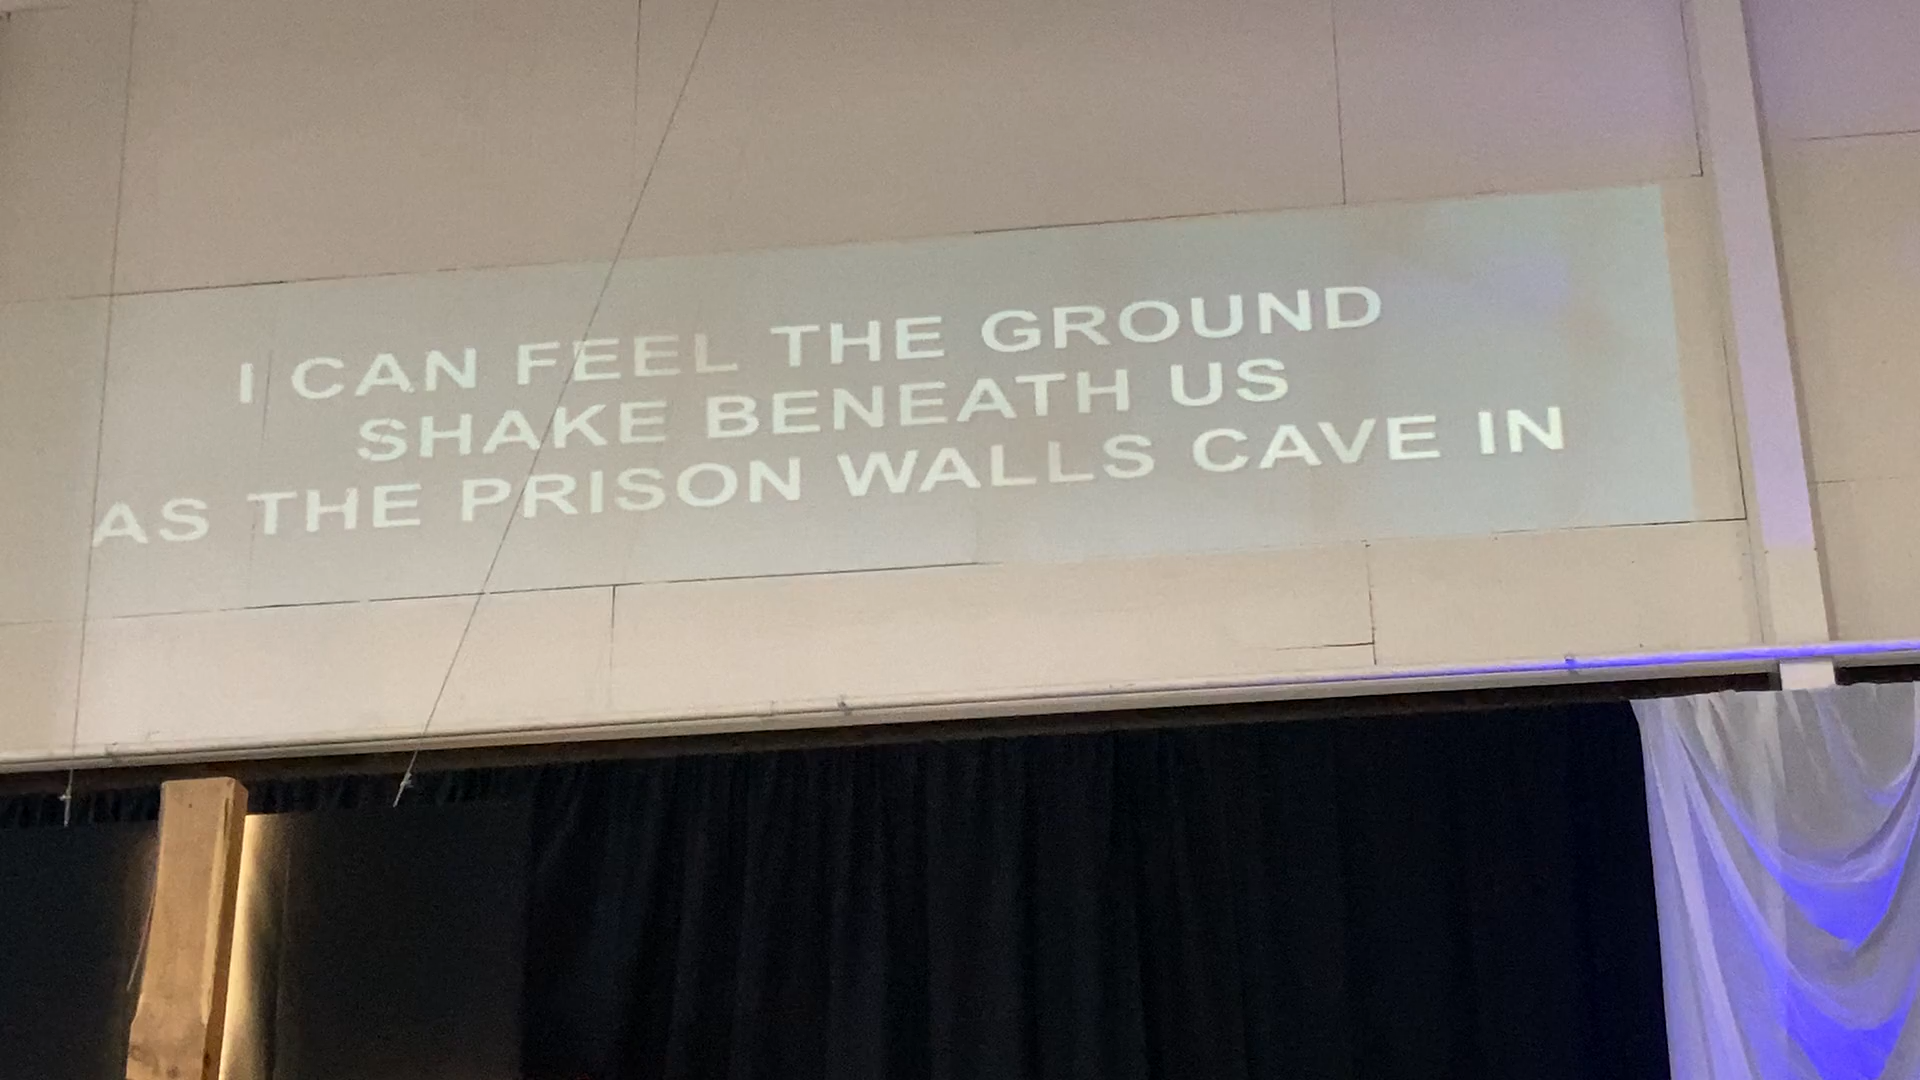 I CAN FEEL THE GROUND
SHAKE BENEATH US
AS THE PRISON WALLS CAVE IN